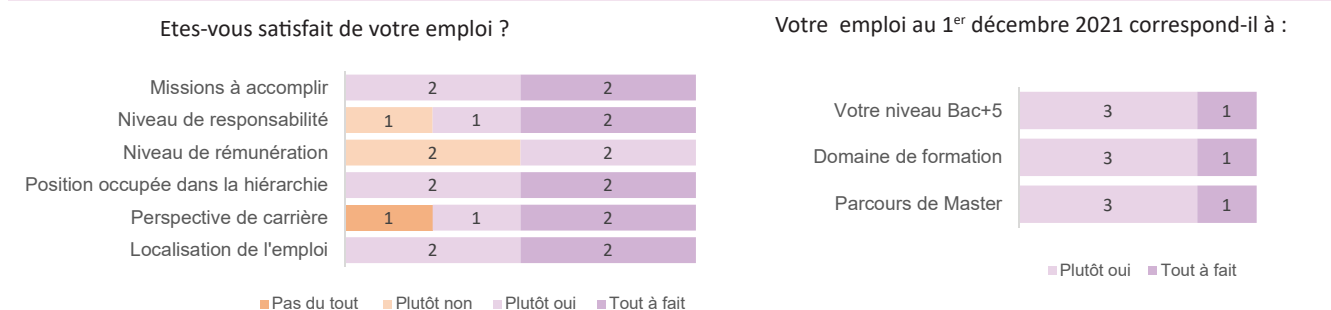 Etes-vous satisfait de votre emploi ?
Missions à accomplir 2 2
Niveau de responsabilité 1 1 2
Niveau de rémunération 2 2
Position occupée dans la hiérarchie 2 2
Perspective de carrière 1 1 2
Localisation de l'emploi 2 2
Pas du tout Plutôt non Plutôt oui Tout à fait
Votre emploi au 1er décembre 2021 correspond-il à :
Votre niveau Bac+5 3 1
Domaine de formation 3 1
Parcours de Master 3 1
Plutôt oui Tout à fait